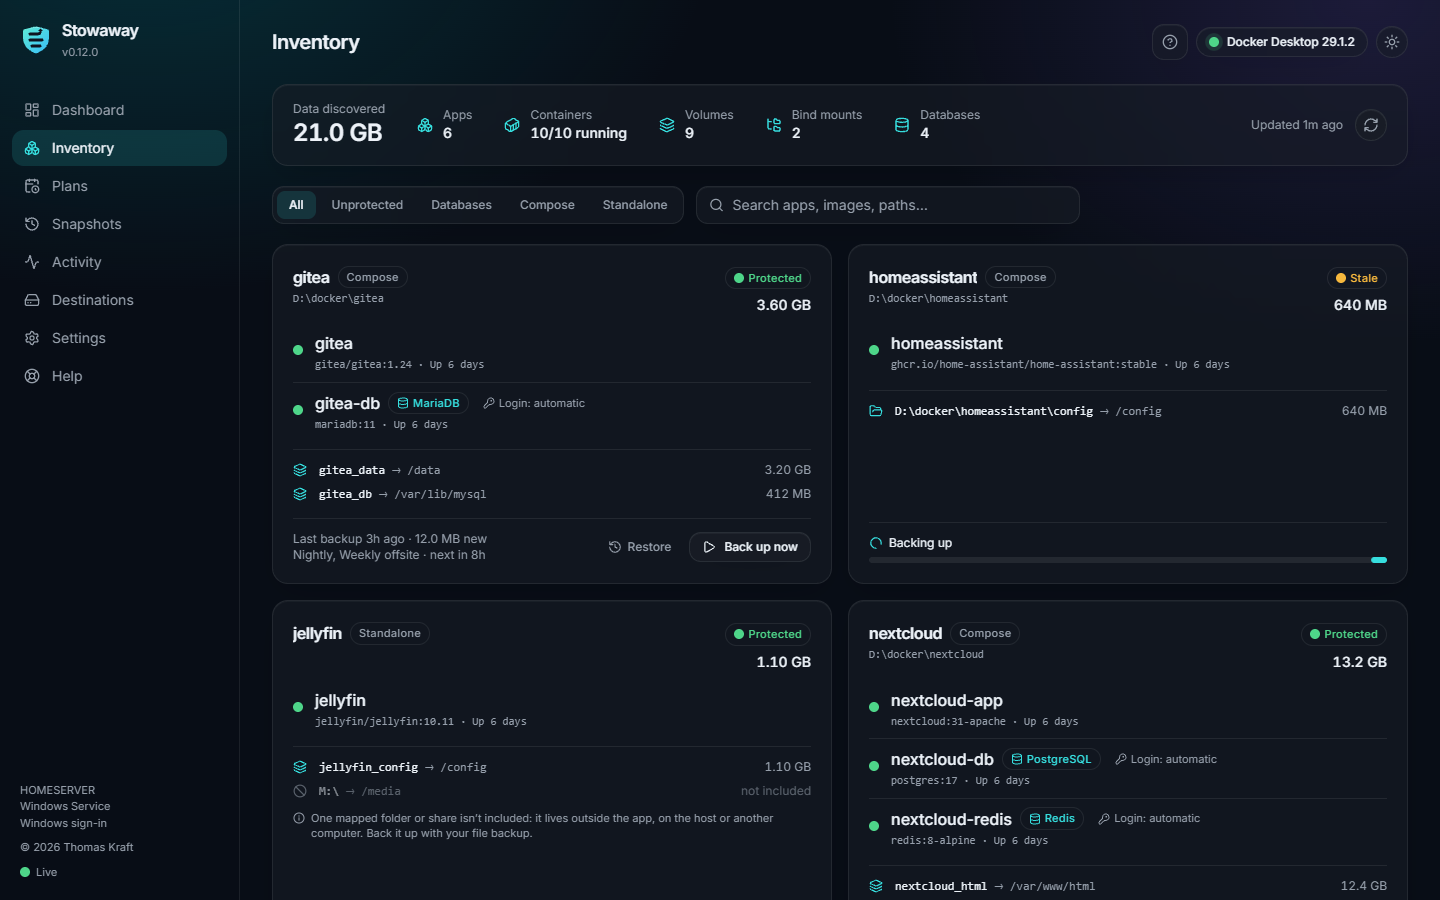 Stowaway
v0.12.0
Dashboard
Inventory
Plans
Snapshots
Activity
Destinations
Settings
Help
HOMESERVER
Windows Service
Windows sign-in
© 2026 Thomas Kraft
Live
Inventory
Docker Desktop 29.1.2
Data discovered
21.0 GB
Apps
6
Containers
10/10 running
Volumes
9
Bind mounts
2
Databases
4
Updated 1m ago
All
Unprotected
Databases
Compose
Standalone
Search apps, images, paths...
gitea Compose
Protected
D:\docker\gitea
3.60 GB
gitea
gitea/gitea:1.24 · Up 6 days
gitea-db MariaDB Login: automatic
mariadb:11 · Up 6 days
gitea_data → /data 3.20 GB
gitea_db → /var/lib/mysql 412 MB
Last backup 3h ago · 12.0 MB new
Nightly, Weekly offsite · next in 8h
Restore
Back up now
homeassistant Compose
Stale
D:\docker\homeassistant
640 MB
homeassistant
ghcr.io/home-assistant/home-assistant:stable · Up 6 days
D:\docker\homeassistant\config → /config 640 MB
Backing up
jellyfin Standalone
Protected
1.10 GB
jellyfin
jellyfin/jellyfin:10.11 · Up 6 days
jellyfin_config → /config 1.10 GB
M:\ → /media not included
One mapped folder or share isn't included: it lives outside the app, on the host or another
computer. Back it up with your file backup.
nextcloud Compose
Protected
D:\docker\nextcloud
13.2 GB
nextcloud-app
nextcloud:31-apache · Up 6 days
nextcloud-db PostgreSQL Login: automatic
postgres:17 · Up 6 days
nextcloud-redis Redis Login: automatic
redis:8-alpine · Up 6 days
nextcloud_html → /var/www/html 12.4 GB